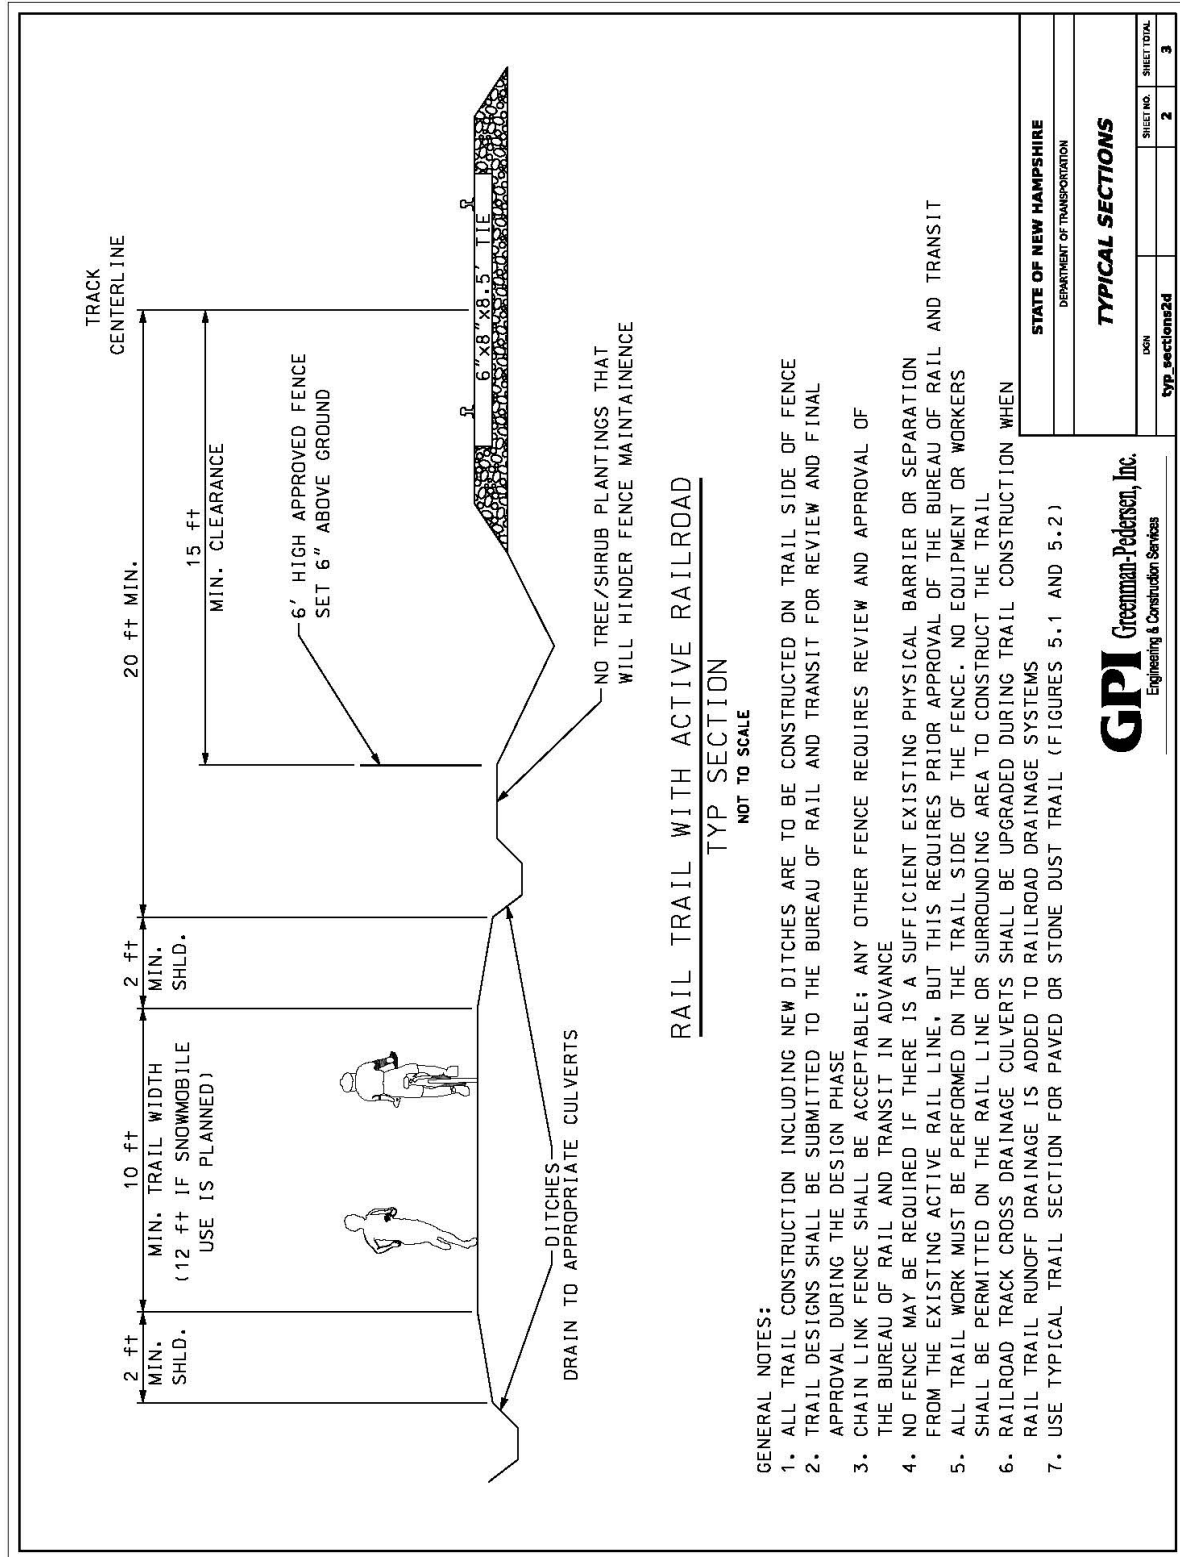 TRACK
CENTERLINE
20 ft MIN.
15 ft
MIN. CLEARANCE
2 ft
MIN.
SHLD.
10 ft
MIN. TRAIL WIDTH
(12 ft IF SNOWMOBILE
USE IS PLANNED)
2 ft
MIN.
SHLD.
6' HIGH APPROVED FENCE
SET 6" ABOVE GROUND
6"x8"x8.5' TIE
DITCHES
DRAIN TO APPROPRIATE CULVERTS
NO TREE/SHRUB PLANTINGS THAT
WILL HINDER FENCE MAINTAINENCE
RAIL TRAIL WITH ACTIVE RAILROAD
TYP SECTION
NOT TO SCALE
GENERAL NOTES:
1. ALL TRAIL CONSTRUCTION INCLUDING NEW DITCHES ARE TO BE CONSTRUCTED ON TRAIL SIDE OF FENCE
2. TRAIL DESIGNS SHALL BE SUBMITTED TO THE BUREAU OF RAIL AND TRANSIT FOR REVIEW AND FINAL
APPROVAL DURING THE DESIGN PHASE
3. CHAIN LINK FENCE SHALL BE ACCEPTABLE; ANY OTHER FENCE REQUIRES REVIEW AND APPROVAL OF
THE BUREAU OF RAIL AND TRANSIT IN ADVANCE
4. NO FENCE MAY BE REQUIRED IF THERE IS A SUFFICIENT EXISTING PHYSICAL BARRIER OR SEPARATION
FROM THE EXISTING ACTIVE RAIL LINE, BUT THIS REQUIRES PRIOR APPROVAL OF THE BUREAU OF RAIL AND TRANSIT
5. ALL TRAIL WORK MUST BE PERFORMED ON THE TRAIL SIDE OF THE FENCE. NO EQUIPMENT OR WORKERS
SHALL BE PERMITTED ON THE RAIL LINE OR SURROUNDING AREA TO CONSTRUCT THE TRAIL
6. RAILROAD TRACK CROSS DRAINAGE CULVERTS SHALL BE UPGRADED DURING TRAIL CONSTRUCTION WHEN
RAIL TRAIL RUNOFF DRAINAGE IS ADDED TO RAILROAD DRAINAGE SYSTEMS
7. USE TYPICAL TRAIL SECTION FOR PAVED OR STONE DUST TRAIL (FIGURES 5.1 AND 5.2)
GPI Greenman-Pedersen, Inc.
Engineering & Construction Services
STATE OF NEW HAMPSHIRE
DEPARTMENT OF TRANSPORTATION
TYPICAL SECTIONS
DGN SHEET NO. SHEET TOTAL
typ_sections2d 2 3